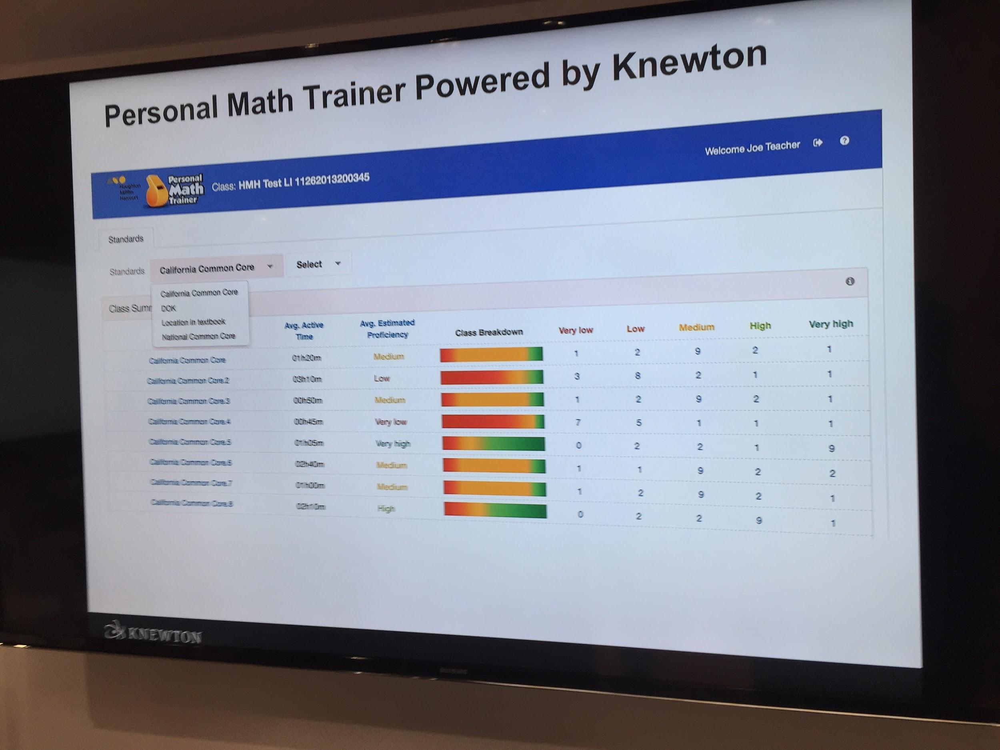 Personal Math Trainer Powered by Knewton
Welcome Joe Teacher
?
Houghton
Mifflin
Harcourt
Personal
Math
Trainer
Class: HMH Test LI 11262013200345
Standards
Standards California Common Core Select
California Common Core
DOK
Location in textbook
National Common Core
Class Summ
i
Avg. Active Time Avg. Estimated Proficiency Class Breakdown Very low Low Medium High Very high
California Common Core 01h20m Medium 1 2 9 2 1
California Common Core.2 03h10m Low 3 8 2 1 1
California Common Core.3 00h50m Medium 1 2 9 2 1
California Common Core.4 00h45m Very low 7 5 1 1 1
California Common Core.5 01h05m Very high 0 2 2 1 9
California Common Core.6 02h40m Medium 1 1 9 2 2
California Common Core.7 01h00m Medium 1 2 9 2 1
California Common Core.8 02h10m High 0 2 2 9 1
KNEWTON
SAMSUNG